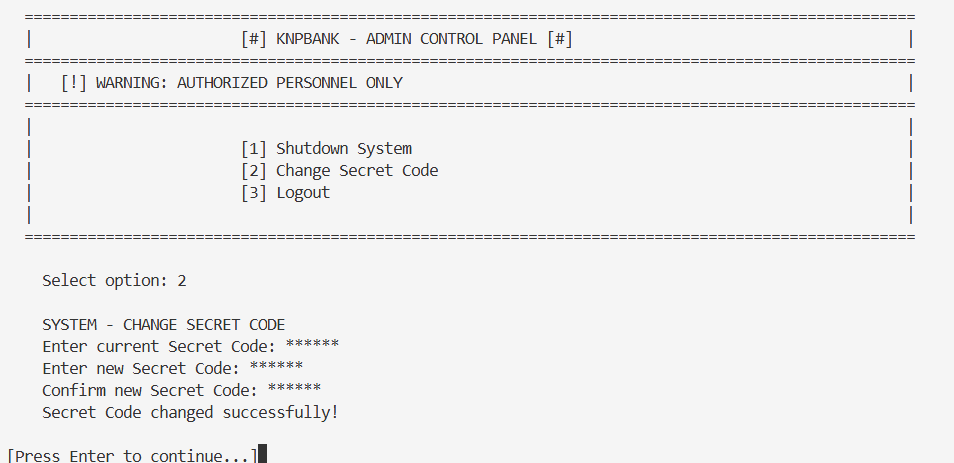 ===================================================================================================
| [#] KNPBANK - ADMIN CONTROL PANEL [#] |
===================================================================================================
| [!] WARNING: AUTHORIZED PERSONNEL ONLY |
===================================================================================================
| |
| [1] Shutdown System |
| [2] Change Secret Code |
| [3] Logout |
| |
===================================================================================================
Select option: 2
SYSTEM - CHANGE SECRET CODE
Enter current Secret Code: ******
Enter new Secret Code: ******
Confirm new Secret Code: ******
Secret Code changed successfully!
[Press Enter to continue...]